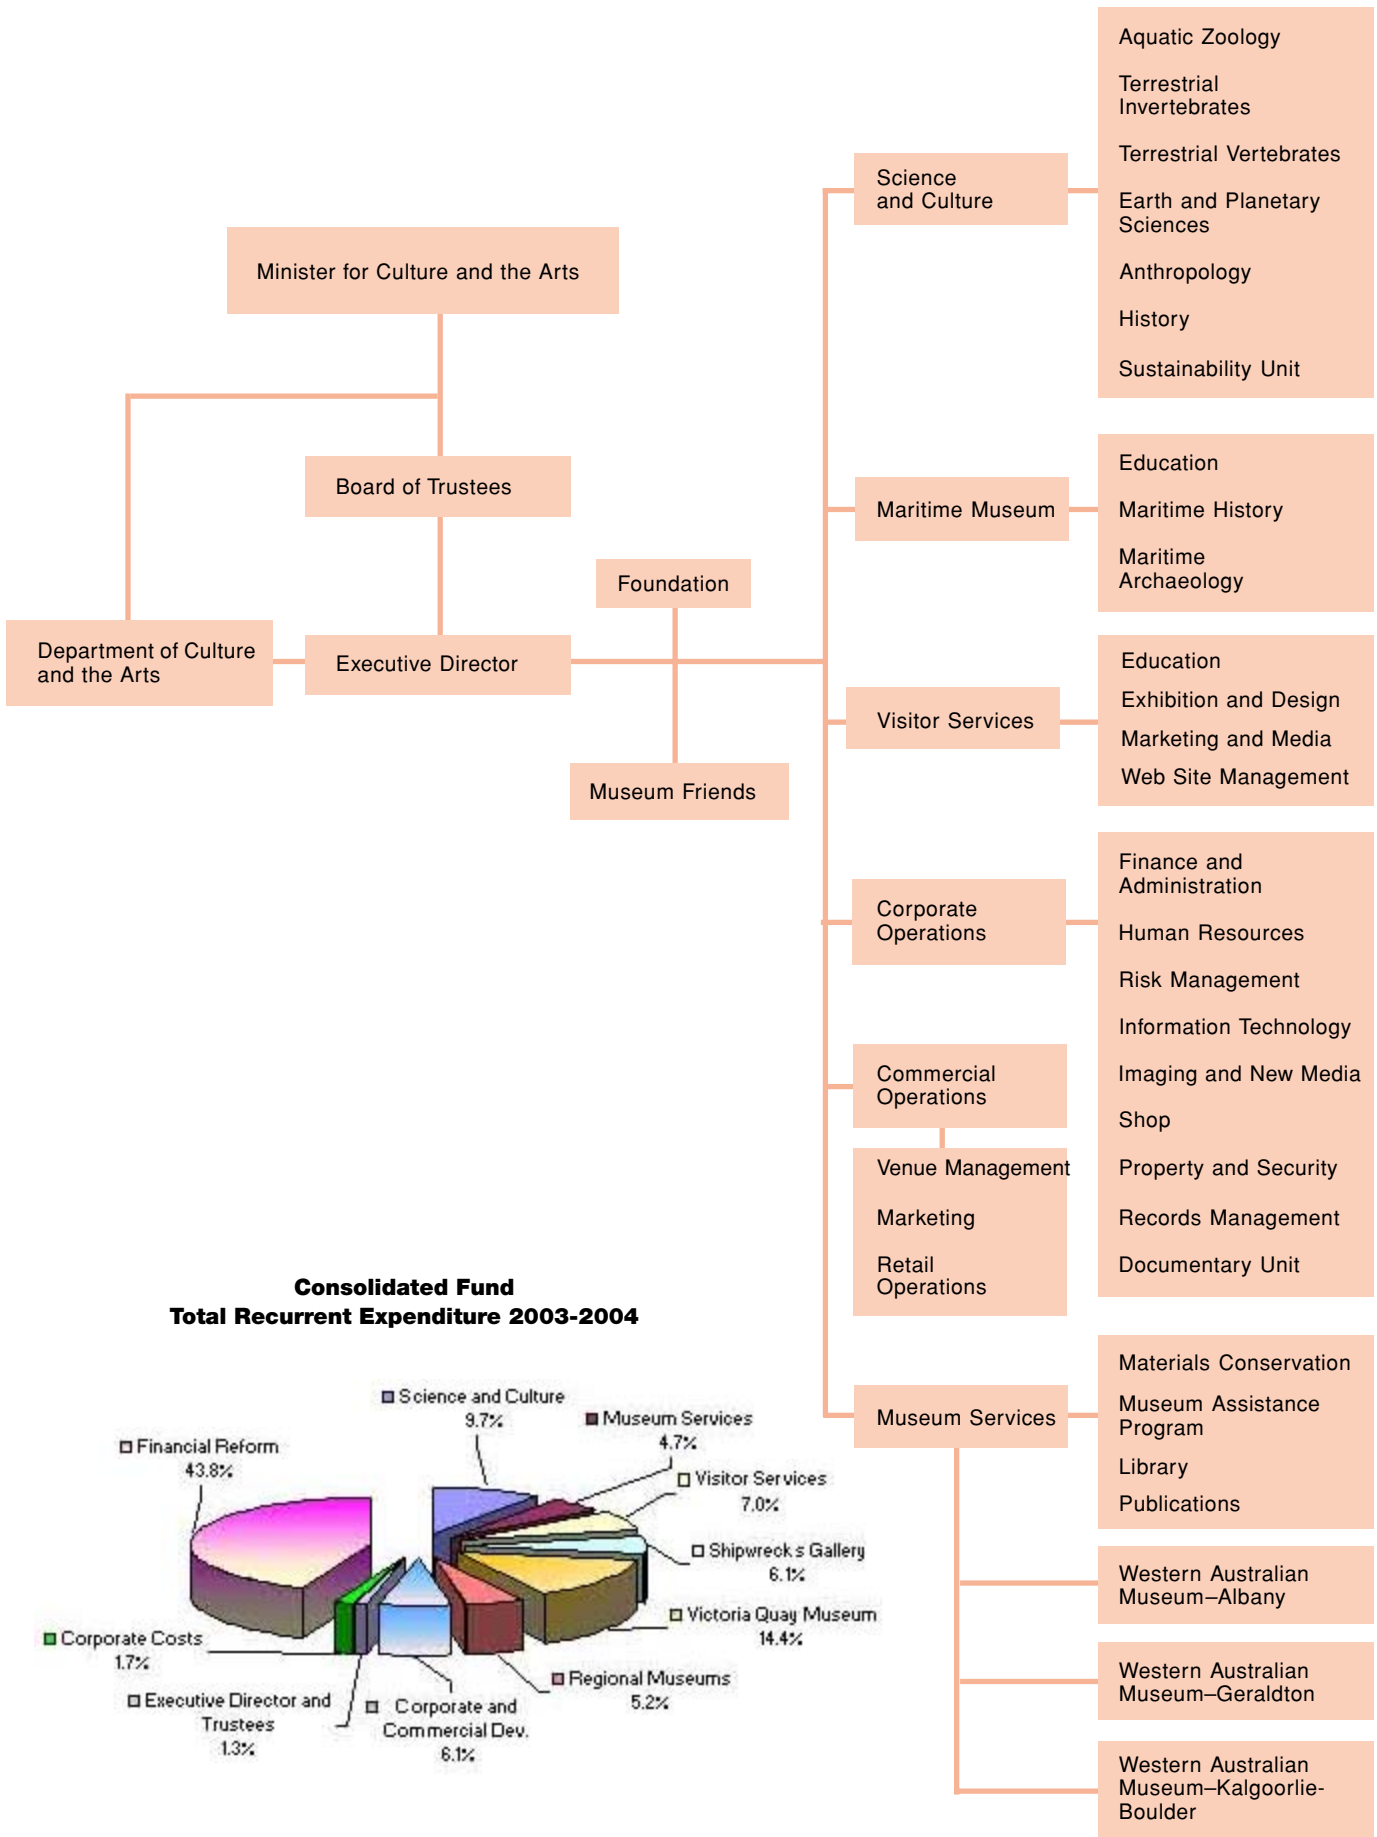 Minister for Culture and the Arts
Board of Trustees
Department of Culture
and the Arts
Executive Director
Foundation
Museum Friends
Science
and Culture
Aquatic Zoology
Terrestrial
Invertebrates
Terrestrial Vertebrates
Earth and Planetary
Sciences
Anthropology
History
Sustainability Unit
Maritime Museum
Education
Maritime History
Maritime
Archaeology
Visitor Services
Education
Exhibition and Design
Marketing and Media
Web Site Management
Corporate
Operations
Finance and
Administration
Human Resources
Risk Management
Information Technology
Imaging and New Media
Shop
Property and Security
Records Management
Documentary Unit
Commercial
Operations
Venue Management
Marketing
Retail
Operations
Museum Services
Materials Conservation
Museum Assistance
Program
Library
Publications
Western Australian
Museum–Albany
Western Australian
Museum–Geraldton
Western Australian
Museum–Kalgoorlie-
Boulder
Consolidated Fund
Total Recurrent Expenditure 2003-2004
Science and Culture
9.7%
Museum Services
4.7%
Visitor Services
7.0%
Shipwrecks Gallery
6.1%
Victoria Quay Museum
14.4%
Regional Museums
5.2%
Corporate and
Commercial Dev.
6.1%
Executive Director and
Trustees
1.3%
Corporate Costs
1.7%
Financial Reform
43.8%